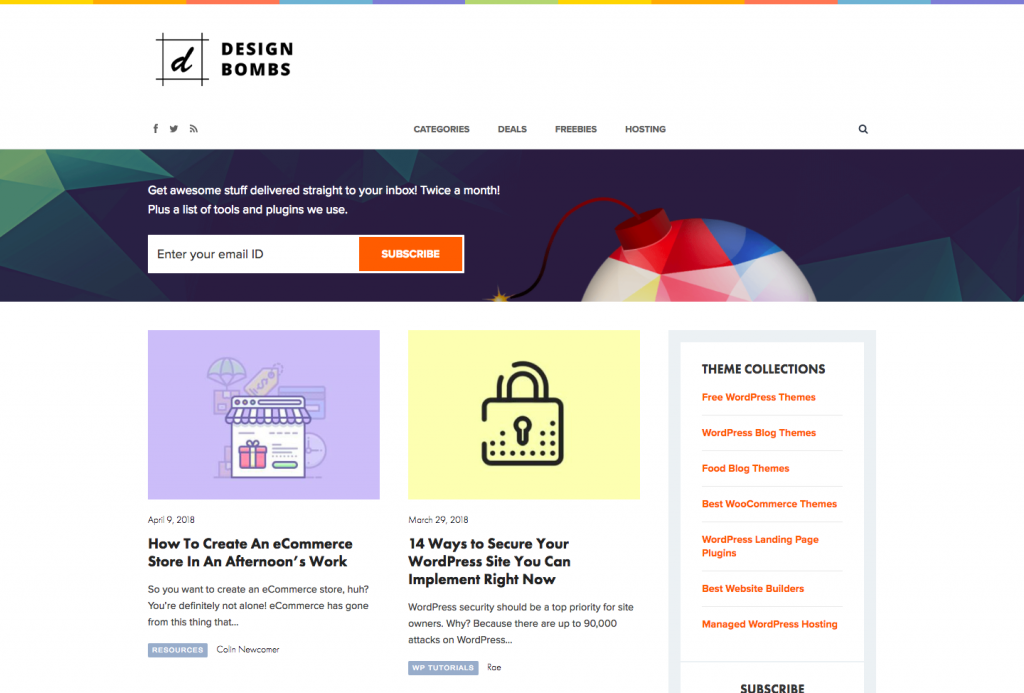 d
DESIGN
BOMBS
CATEGORIES DEALS FREEBIES HOSTING
Get awesome stuff delivered straight to your inbox! Twice a month!
Plus a list of tools and plugins we use.
Enter your email ID
SUBSCRIBE
$
April 9, 2018
How To Create An eCommerce
Store In An Afternoon's Work
So you want to create an eCommerce store, huh?
You're definitely not alone! eCommerce has gone
from this thing that...
RESOURCES Colin Newcomer
March 29, 2018
14 Ways to Secure Your
WordPress Site You Can
Implement Right Now
WordPress security should be a top priority for site
owners. Why? Because there are up to 90,000
attacks on WordPress...
WP TUTORIALS Rae
THEME COLLECTIONS
Free WordPress Themes
WordPress Blog Themes
Food Blog Themes
Best WooCommerce Themes
WordPress Landing Page
Plugins
Best Website Builders
Managed WordPress Hosting
SUBSCRIBE